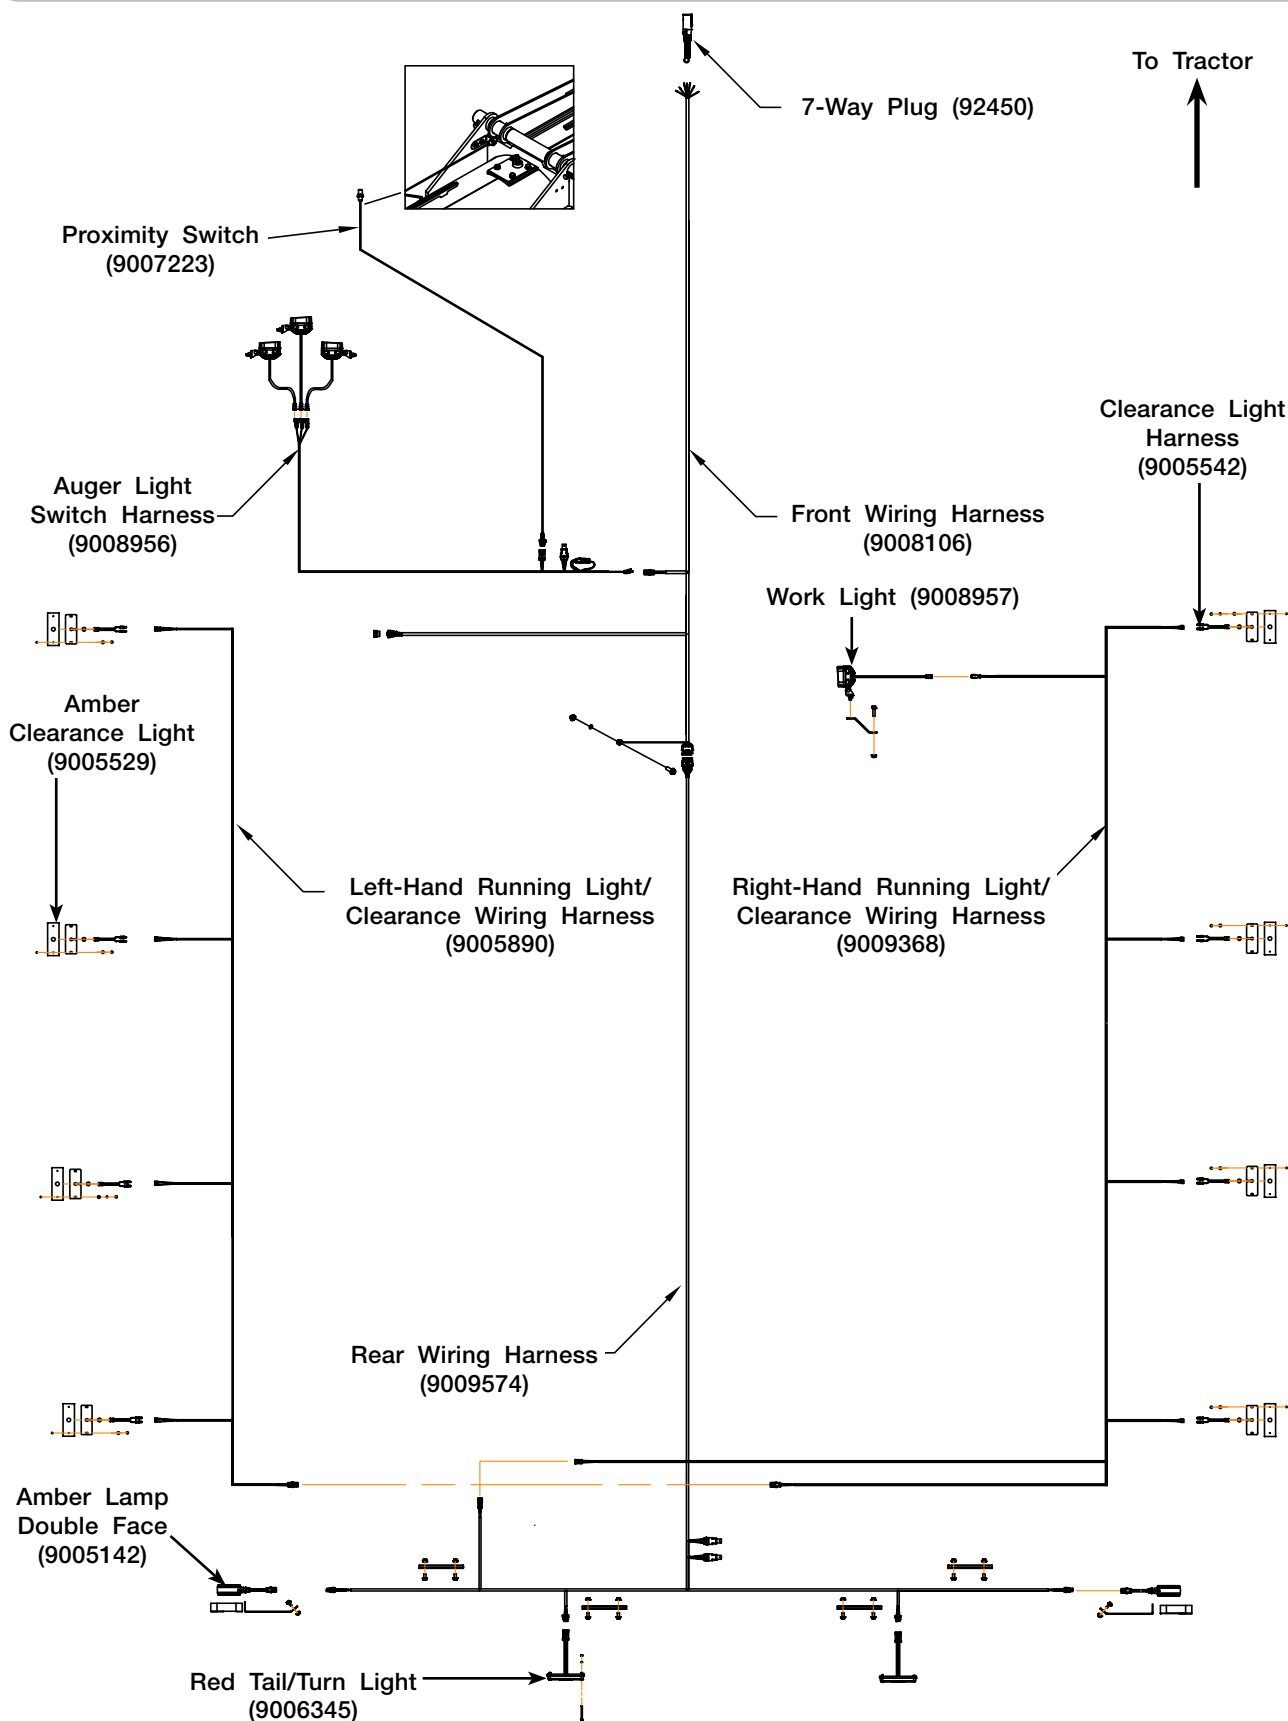 To Tractor
7-Way Plug (92450)
Proximity Switch
(9007223)
Clearance Light
Harness
(9005542)
Auger Light
Switch Harness
(9008956)
Front Wiring Harness
(9008106)
Work Light (9008957)
Amber
Clearance Light
(9005529)
Left-Hand Running Light/
Clearance Wiring Harness
(9005890)
Right-Hand Running Light/
Clearance Wiring Harness
(9009368)
Rear Wiring Harness
(9009574)
Amber Lamp
Double Face
(9005142)
Red Tail/Turn Light
(9006345)